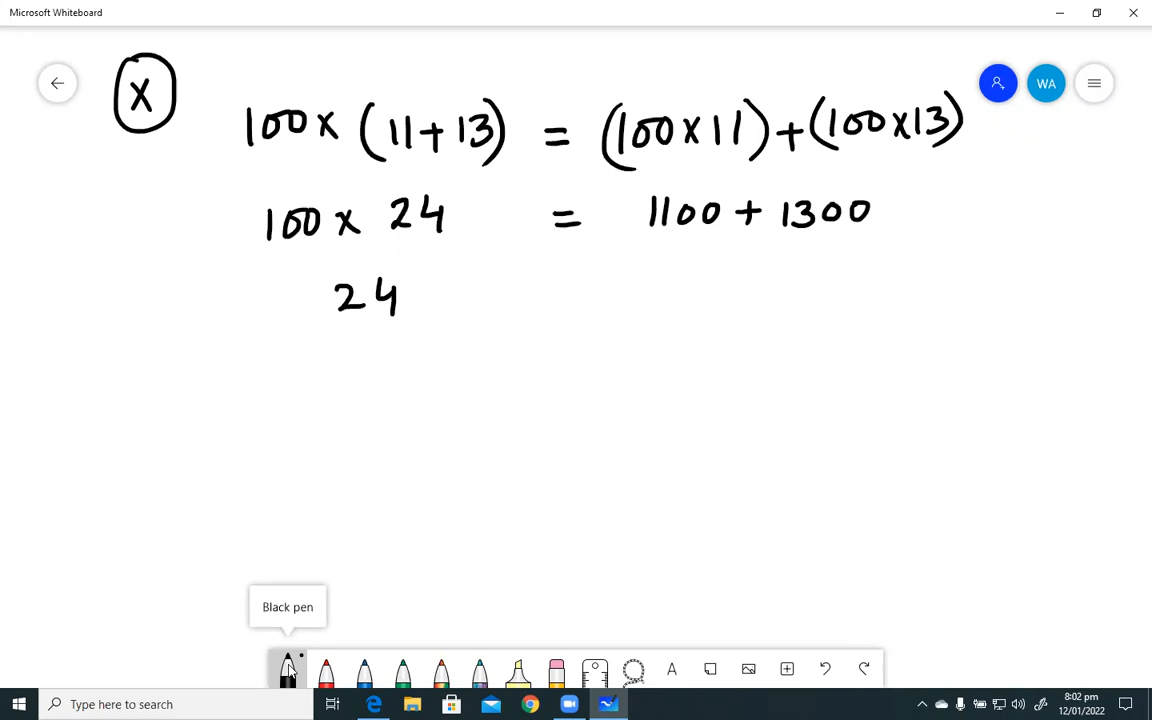 Microsoft Whiteboard
X
100 x (11 + 13) = (100 x 11) + (100 x 13)
WA
100 x 24 = 1100 + 1300
24
Black pen
A
Type here to search
8:02 pm
12/01/2022